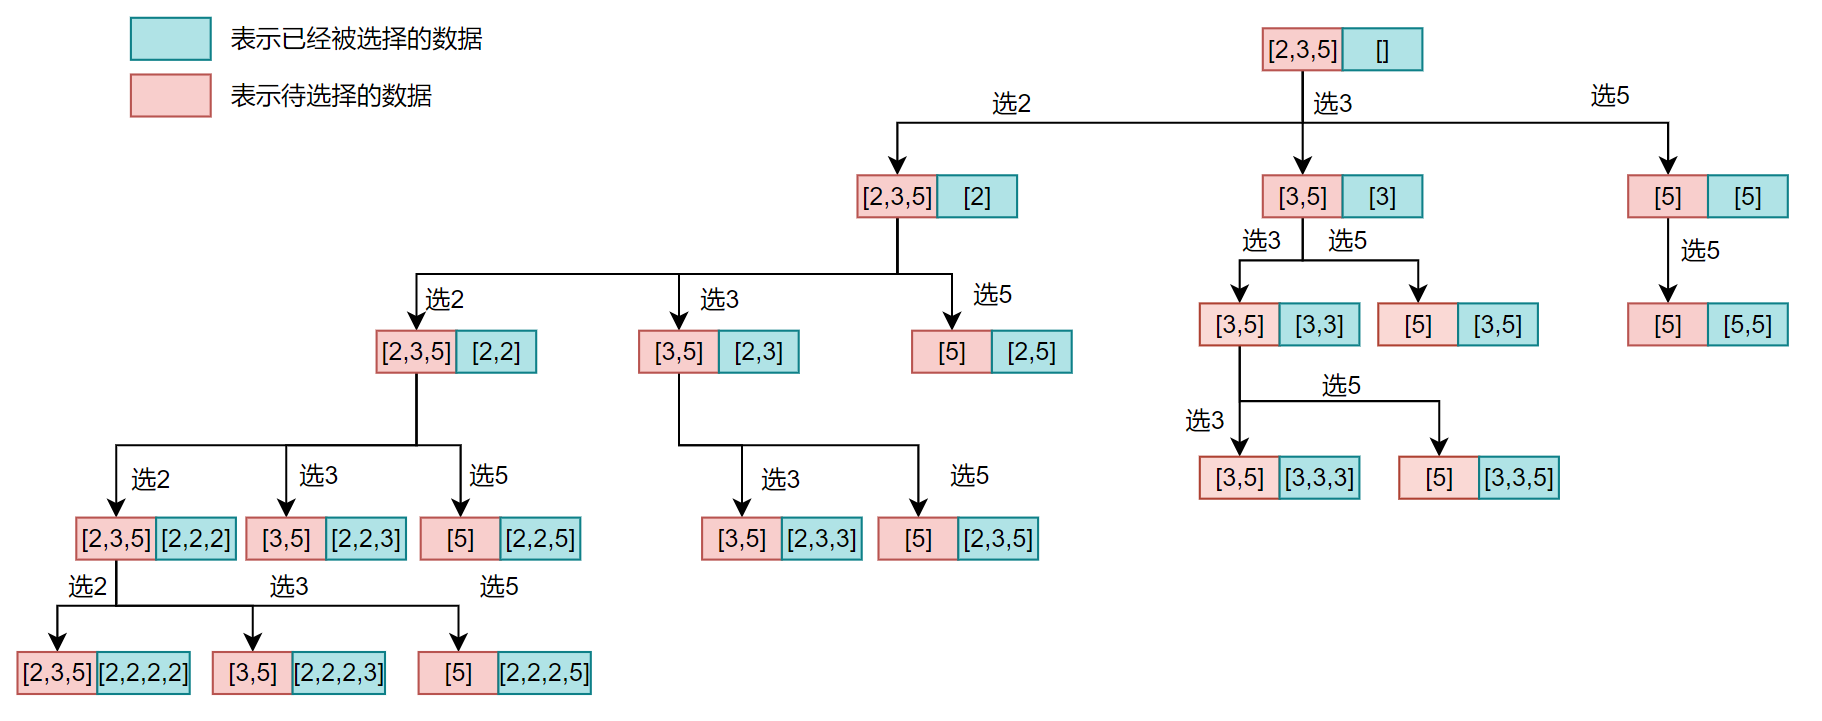 表示已经被选择的数据
表示待选择的数据
[2,3,5] []
选2 选3 选5
[2,3,5] [2] [3,5] [3] [5] [5]
选3 选5 选5
选2 选3 选5
[3,5] [3,3] [5] [3,5] [5] [5,5]
[2,3,5] [2,2] [3,5] [2,3] [5] [2,5]
选5
选3
选2 选3 选5 选3 选5
[3,5] [3,3,3] [5] [3,3,5]
[2,3,5] [2,2,2] [3,5] [2,2,3] [5] [2,2,5] [3,5] [2,3,3] [5] [2,3,5]
选2 选3 选5
[2,3,5] [2,2,2,2] [3,5] [2,2,2,3] [5] [2,2,2,5]